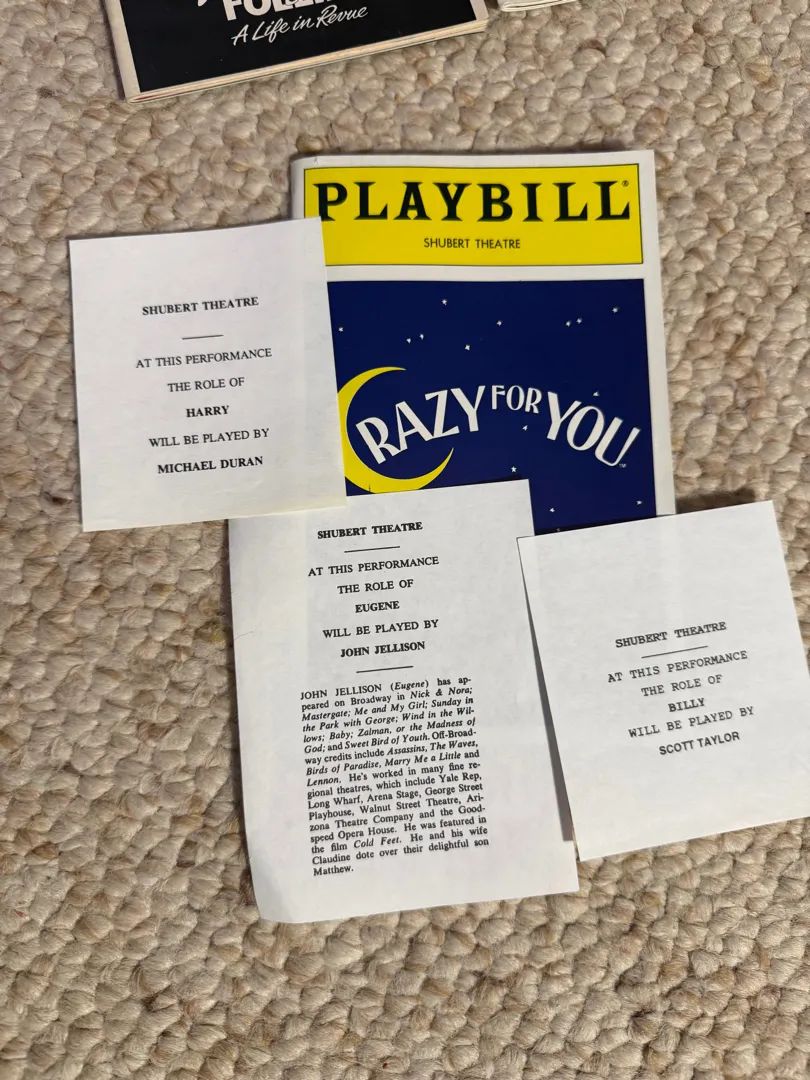 A Life in Revue
PLAYBILL®
SHUBERT THEATRE
CRAZY FOR YOU™
SHUBERT THEATRE
AT THIS PERFORMANCE
THE ROLE OF
HARRY
WILL BE PLAYED BY
MICHAEL DURAN
SHUBERT THEATRE
AT THIS PERFORMANCE
THE ROLE OF
EUGENE
WILL BE PLAYED BY
JOHN JELLISON
JOHN JELLISON (Eugene) has ap-
peared on Broadway in Nick & Nora;
Mastergate; Me and My Girl; Sunday in
the Park with George; Wind in the Wil-
lows; Baby; Zalman, or the Madness of
God; and Sweet Bird of Youth. Off-Broad-
way credits include Assassins, The Waves,
Birds of Paradise, Marry Me a Little and
Lennon. He's worked in many fine re-
gional theatres, which include Yale Rep,
Long Wharf, Arena Stage, George Street
Playhouse, Walnut Street Theatre, Ari-
zona Theatre Company and the Good-
speed Opera House. He was featured in
the film Cold Feet. He and his wife
Claudine dote over their delightful son
Matthew.
SHUBERT THEATRE
AT THIS PERFORMANCE
THE ROLE OF
BILLY
WILL BE PLAYED BY
SCOTT TAYLOR